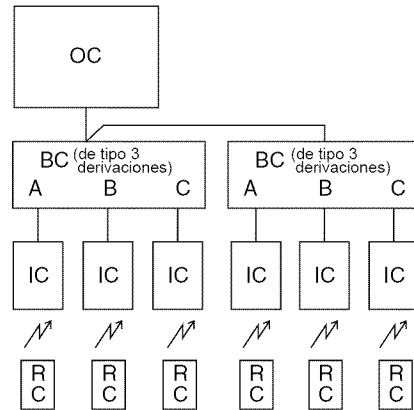 OC
BC (de tipo 3 derivaciones)
A B C
BC (de tipo 3 derivaciones)
A B C
IC IC IC IC IC IC
R C R C R C R C R C R C